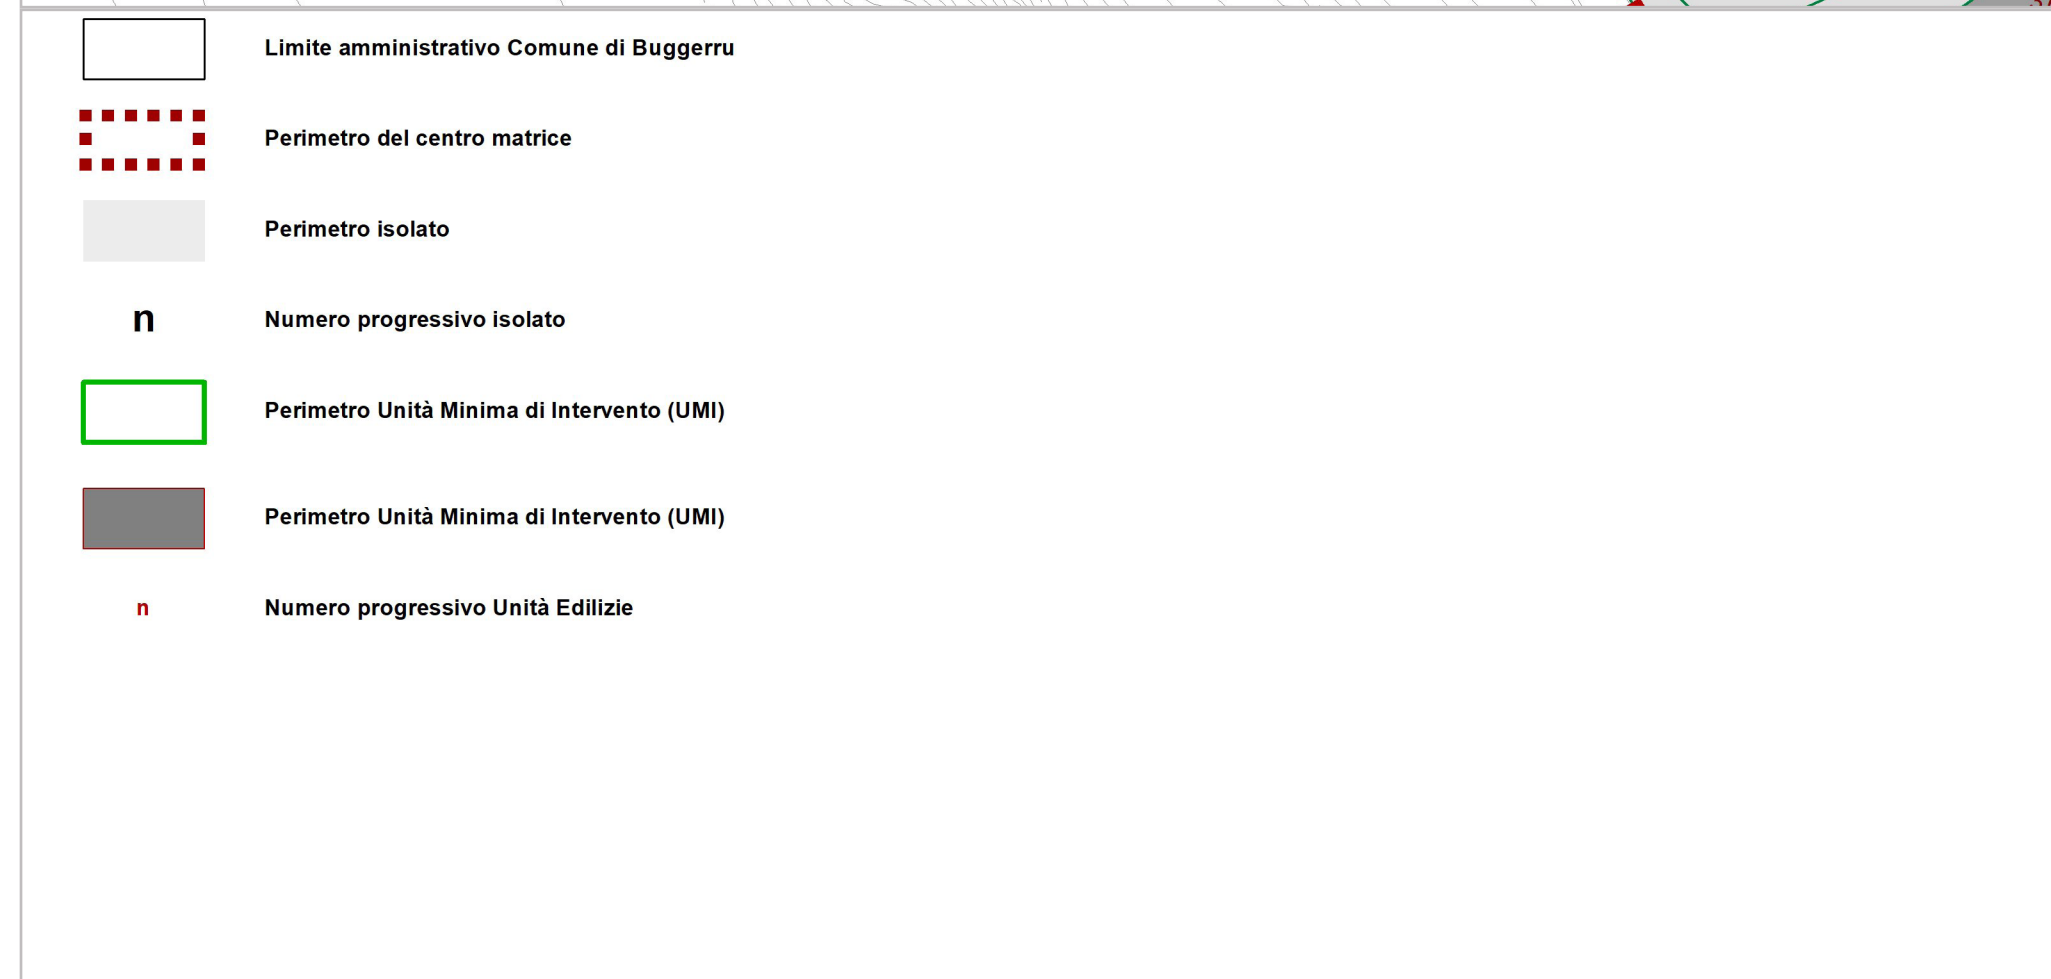 Limite amministrativo Comune di Buggerru
Perimetro del centro matrice
Perimetro isolato
n
Numero progressivo isolato
Perimetro Unità Minima di Intervento (UMI)
Perimetro Unità Minima di Intervento (UMI)
n
Numero progressivo Unità Edilizie